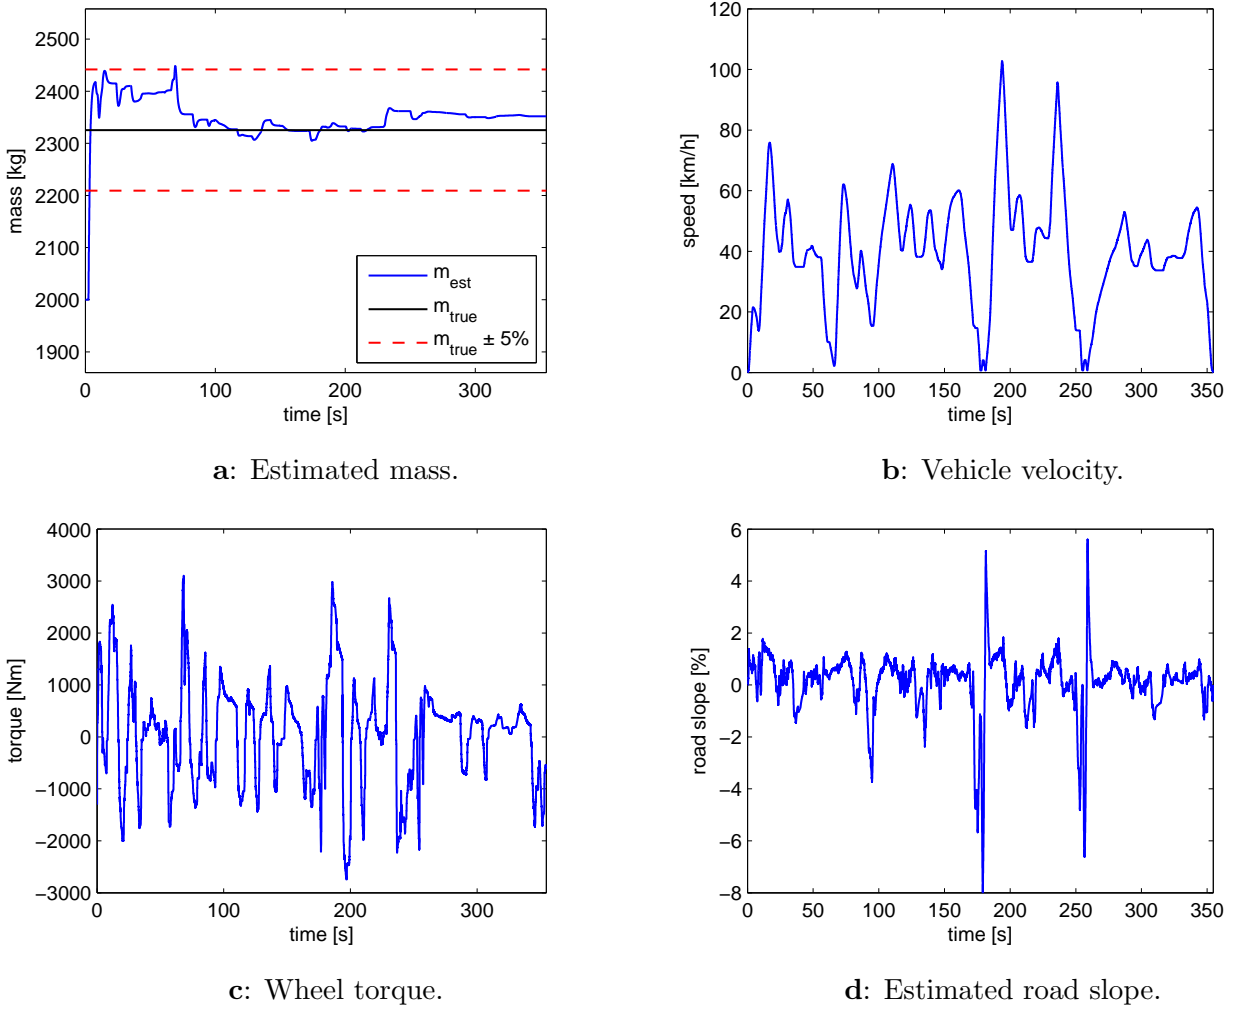 2500
2400
2300
2200
2100
2000
1900
mass [kg]
m_est
m_true
m_true ± 5%
0 100 200 300
time [s]
a: Estimated mass.
120
100
80
60
40
20
0
speed [km/h]
0 50 100 150 200 250 300 350
time [s]
b: Vehicle velocity.
4000
3000
2000
1000
0
−1000
−2000
−3000
torque [Nm]
0 100 200 300
time [s]
c: Wheel torque.
6
4
2
0
−2
−4
−6
−8
road slope [%]
0 50 100 150 200 250 300 350
time [s]
d: Estimated road slope.